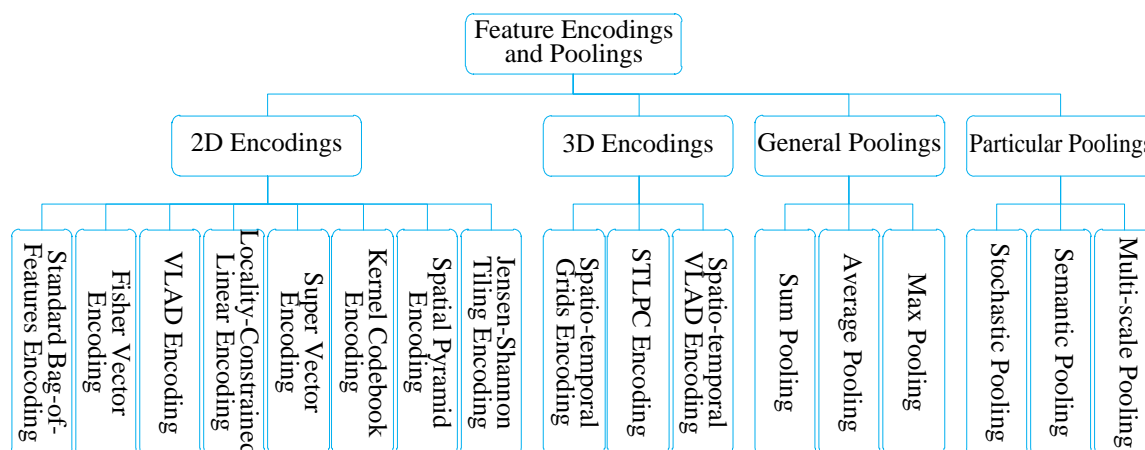 Feature Encodings
and Poolings
2D Encodings
3D Encodings
General Poolings
Particular Poolings
Standard Bag-of-
Features Encoding
Fisher Vector
Encoding
VLAD Encoding
Locality-Constrained
Linear Encoding
Super Vector
Encoding
Kernel Codebook
Encoding
Spatial Pyramid
Encoding
Jensen-Shannon
Tiling Encoding
Spatio-temporal
Grids Encoding
STLPC Encoding
Spatio-temporal
VLAD Encoding
Sum Pooling
Average Pooling
Max Pooling
Stochastic Pooling
Semantic Pooling
Multi-scale Pooling